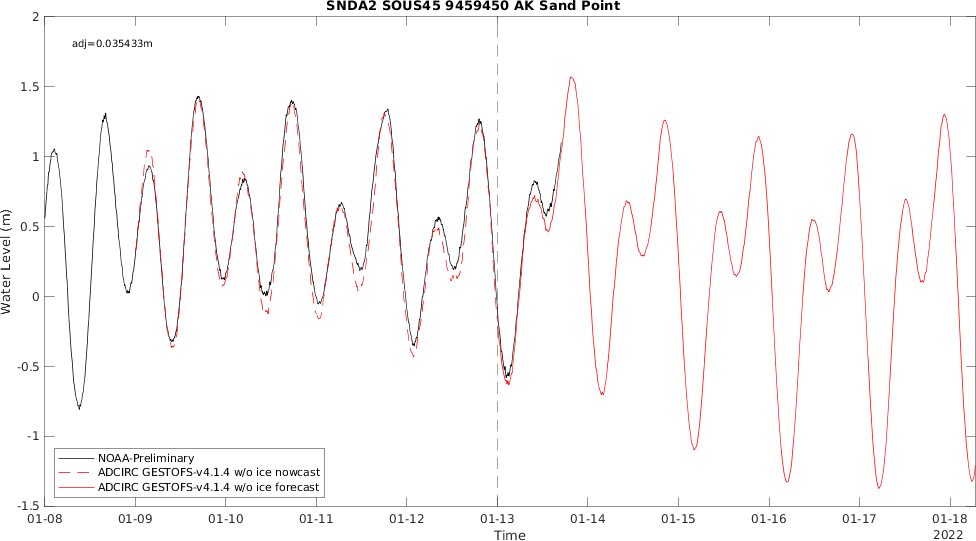 SNDA2 SOUS45 9459450 AK Sand Point
adj=0.035433m
Water Level (m)
2
1.5
1
0.5
0
-0.5
-1
-1.5
NOAA-Preliminary
ADCIRC GESTOFS-v4.1.4 w/o ice nowcast
ADCIRC GESTOFS-v4.1.4 w/o ice forecast
01-08 01-09 01-10 01-11 01-12 01-13 01-14 01-15 01-16 01-17 01-18
Time
2022